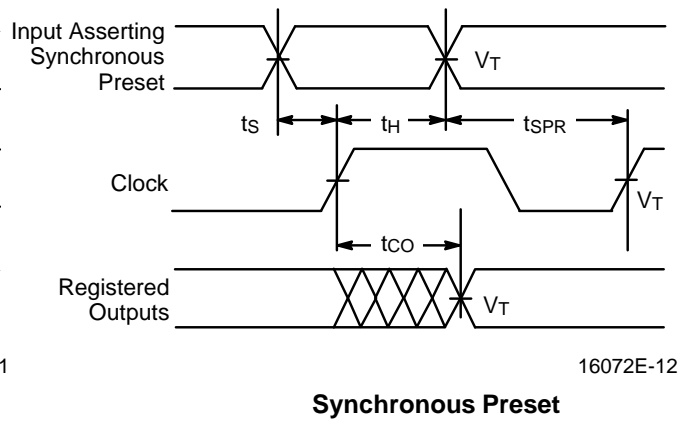 Input Asserting
Synchronous
Preset
VT
tS
tH
tSPR
Clock
VT
tCO
Registered
Outputs
VT
1
16072E-12
Synchronous Preset